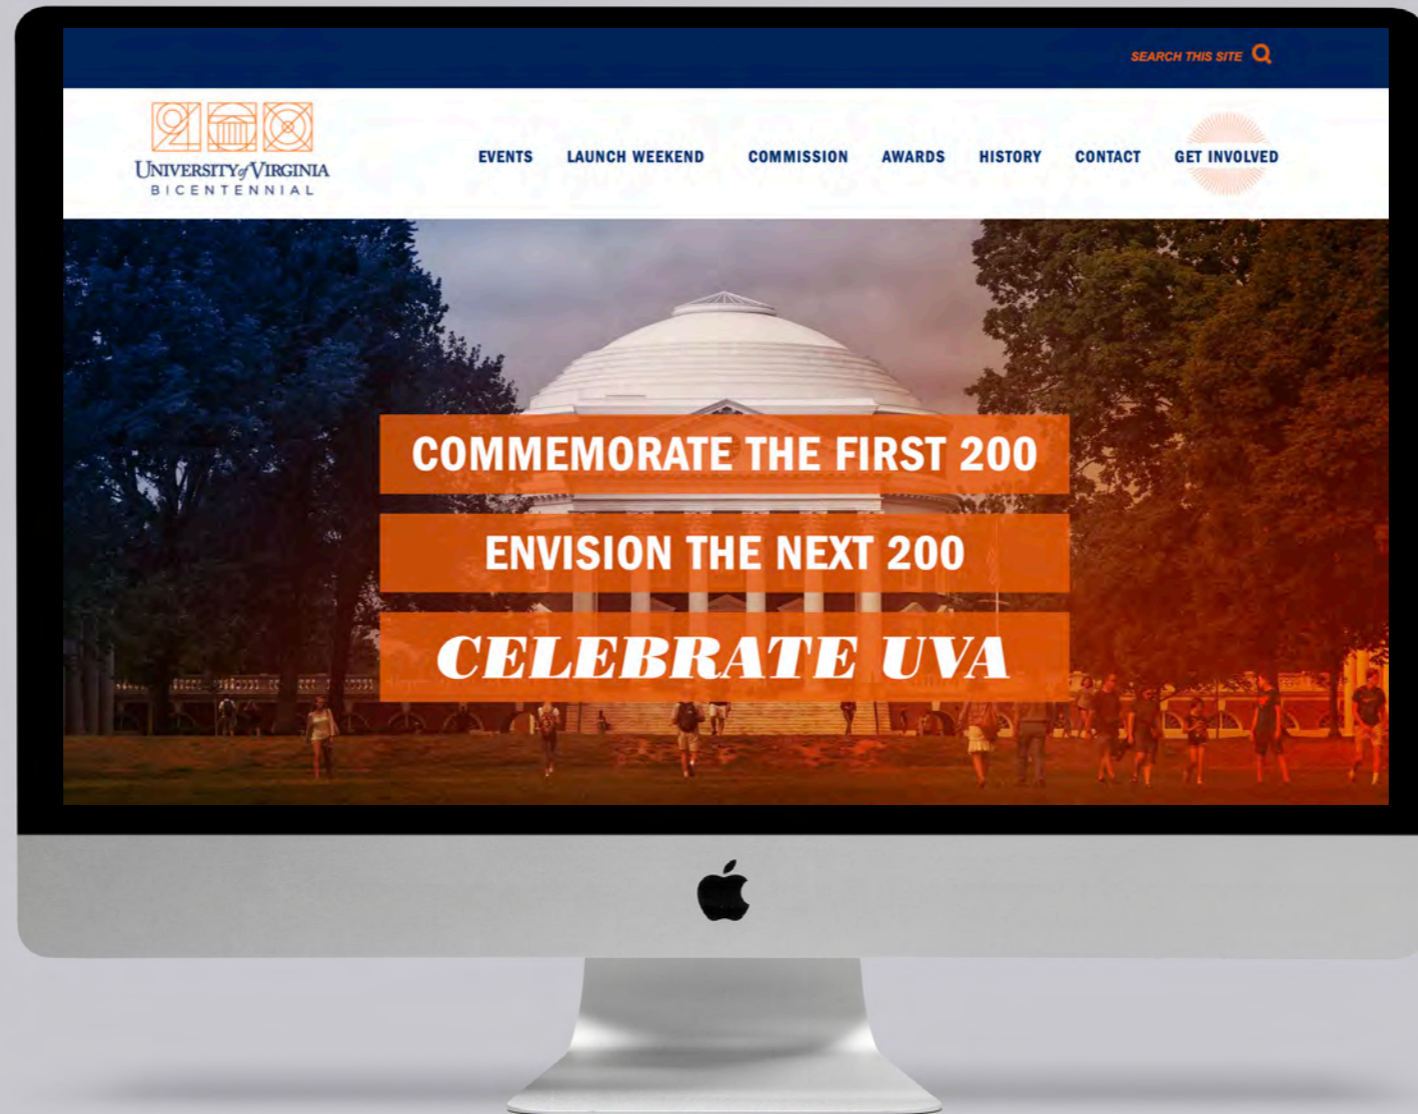 SEARCH THIS SITE
200
UNIVERSITY of VIRGINIA
BICENTENNIAL
EVENTS LAUNCH WEEKEND COMMISSION AWARDS HISTORY CONTACT GET INVOLVED
COMMEMORATE THE FIRST 200
ENVISION THE NEXT 200
CELEBRATE UVA